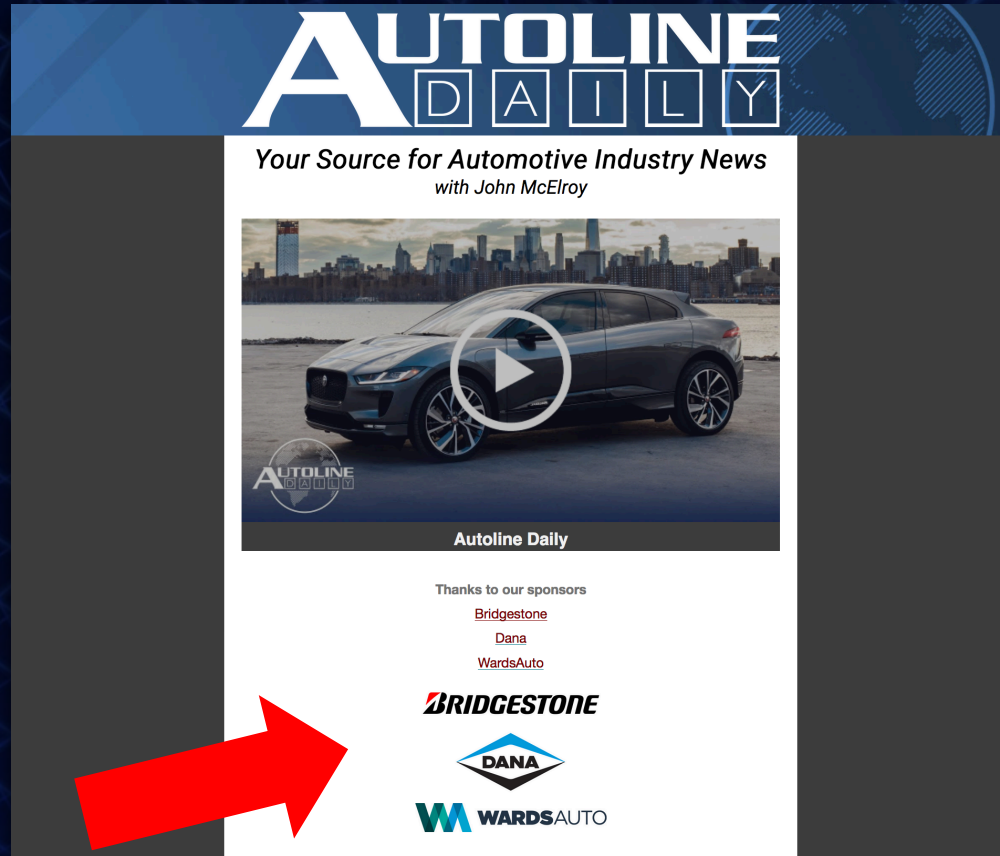 AUTOLINE
DAILY
Your Source for Automotive Industry News
with John McElroy
AUTOLINE
DAILY
Autoline Daily
Thanks to our sponsors
Bridgestone
Dana
WardsAuto
BRIDGESTONE
DANA
WARDSAUTO